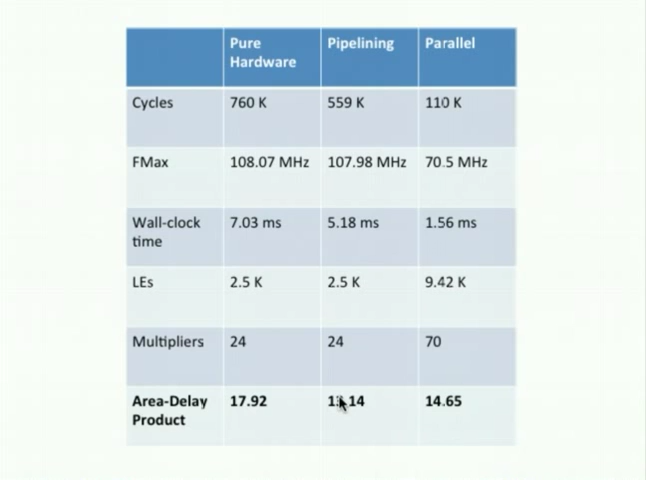 Pure Hardware Pipelining Parallel
Cycles 760 K 559 K 110 K
FMax 108.07 MHz 107.98 MHz 70.5 MHz
Wall-clock time 7.03 ms 5.18 ms 1.56 ms
LEs 2.5 K 2.5 K 9.42 K
Multipliers 24 24 70
Area-Delay Product 17.92 14.65